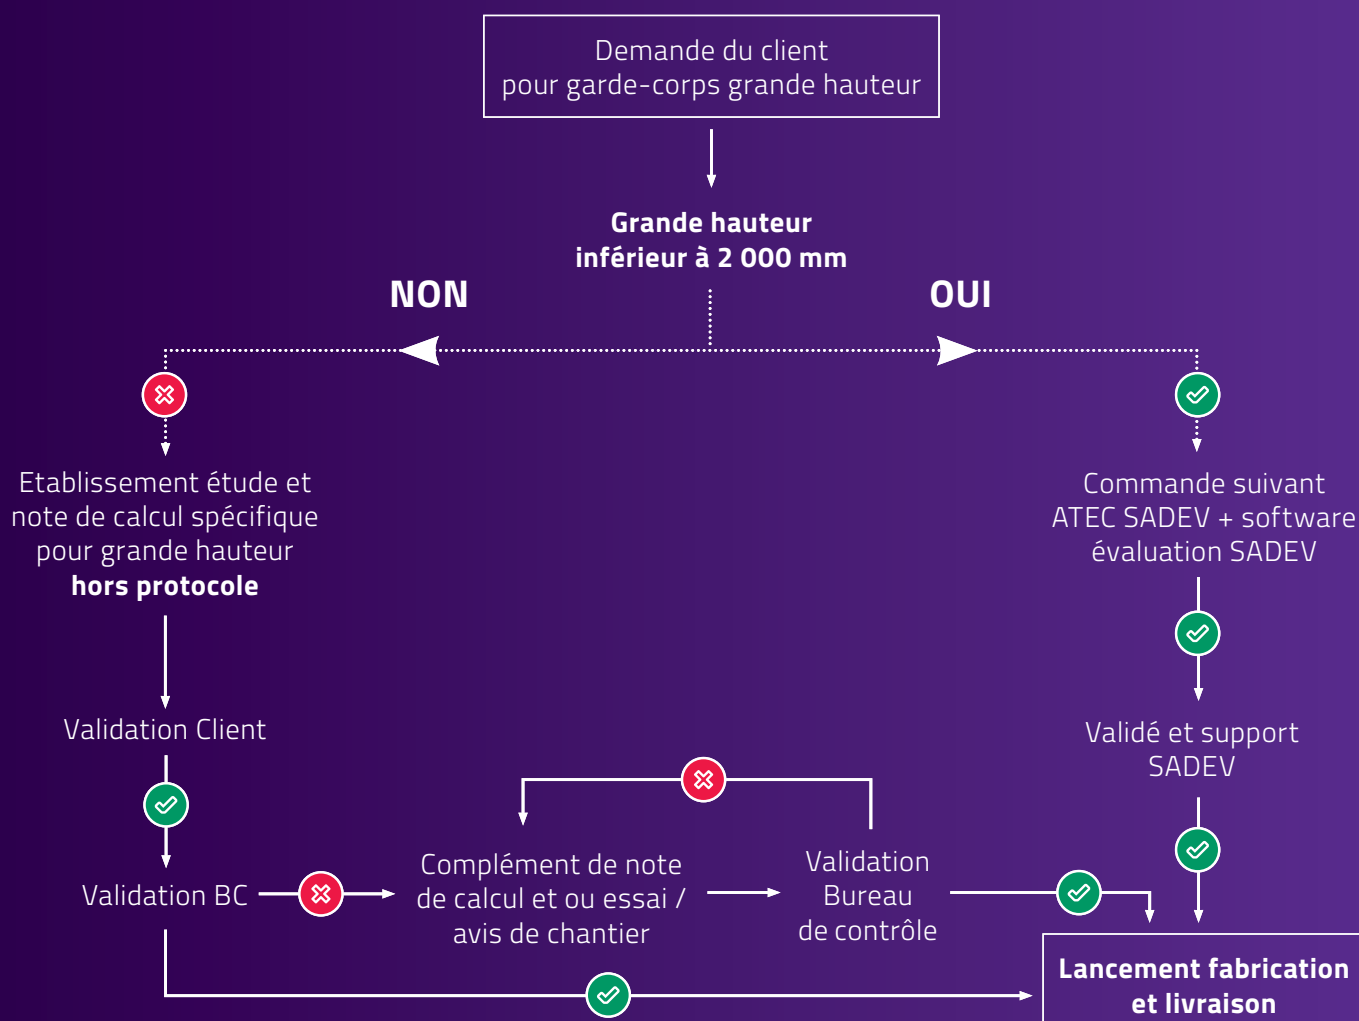 Demande du client
pour garde-corps grande hauteur
Grande hauteur
inférieur à 2 000 mm
NON
OUI
Etablissement étude et
note de calcul spécifique
pour grande hauteur
hors protocole
Commande suivant
ATEC SADEV + software
évaluation SADEV
Validation Client
Validé et support
SADEV
Validation BC
Complément de note
de calcul et ou essai /
avis de chantier
Validation
Bureau
de contrôle
Lancement fabrication
et livraison